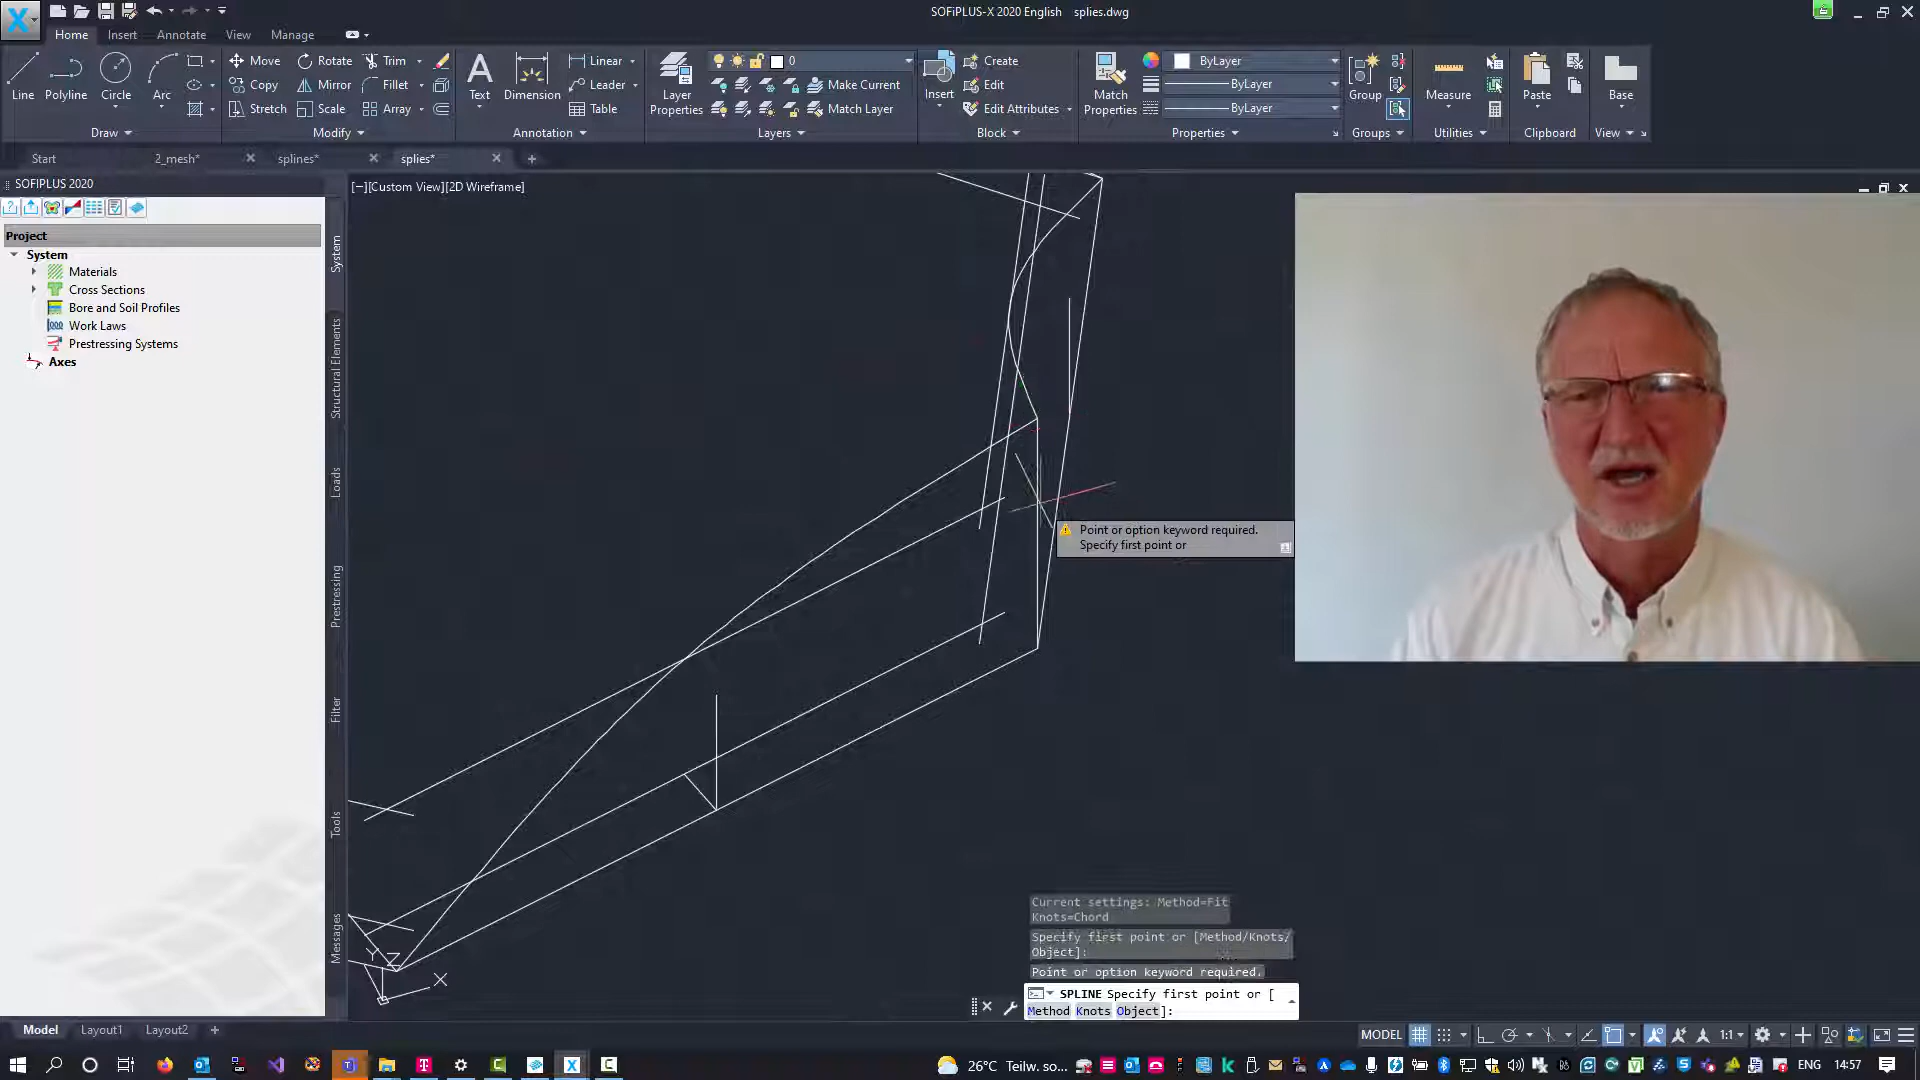 SOFiPLUS-X 2020 English splies.dwg
Home Insert Annotate View Manage
Line Polyline Circle Arc
Move Rotate Trim
Copy Mirror Fillet
Stretch Scale Array
Text Dimension
Linear
Leader
Table
Layer Properties
0
Make Current
Match Layer
Insert
Create
Edit
Edit Attributes
Match Properties
ByLayer
ByLayer
ByLayer
Group Measure Paste Base
Draw Modify Annotation Layers Block Properties Groups Utilities Clipboard View
Start 2_mesh* splines* splies*
SOFIPLUS 2020
[−][Custom View][2D Wireframe]
Project
System
Materials
Cross Sections
Bore and Soil Profiles
Work Laws
Prestressing Systems
Axes
System
Structural Elements
Loads
Prestressing
Filter
Tools
Messages
Point or option keyword required.
Specify first point or
Y Z X
Current settings: Method=Fit
Knots=Chord
Specify first point or [Method/Knots/
Object]:
Point or option keyword required.
SPLINE Specify first point or [
Method Knots Object]:
Model Layout1 Layout2
MODEL 1:1
26°C Teilw. so... ENG 14:57